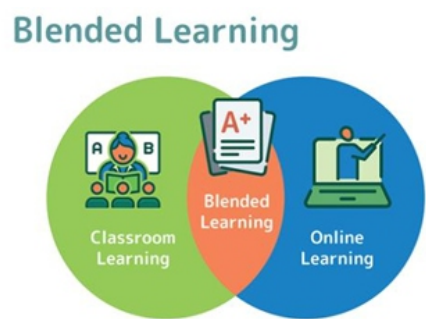 Blended Learning
A B
A+
Classroom
Learning
Blended
Learning
Online
Learning